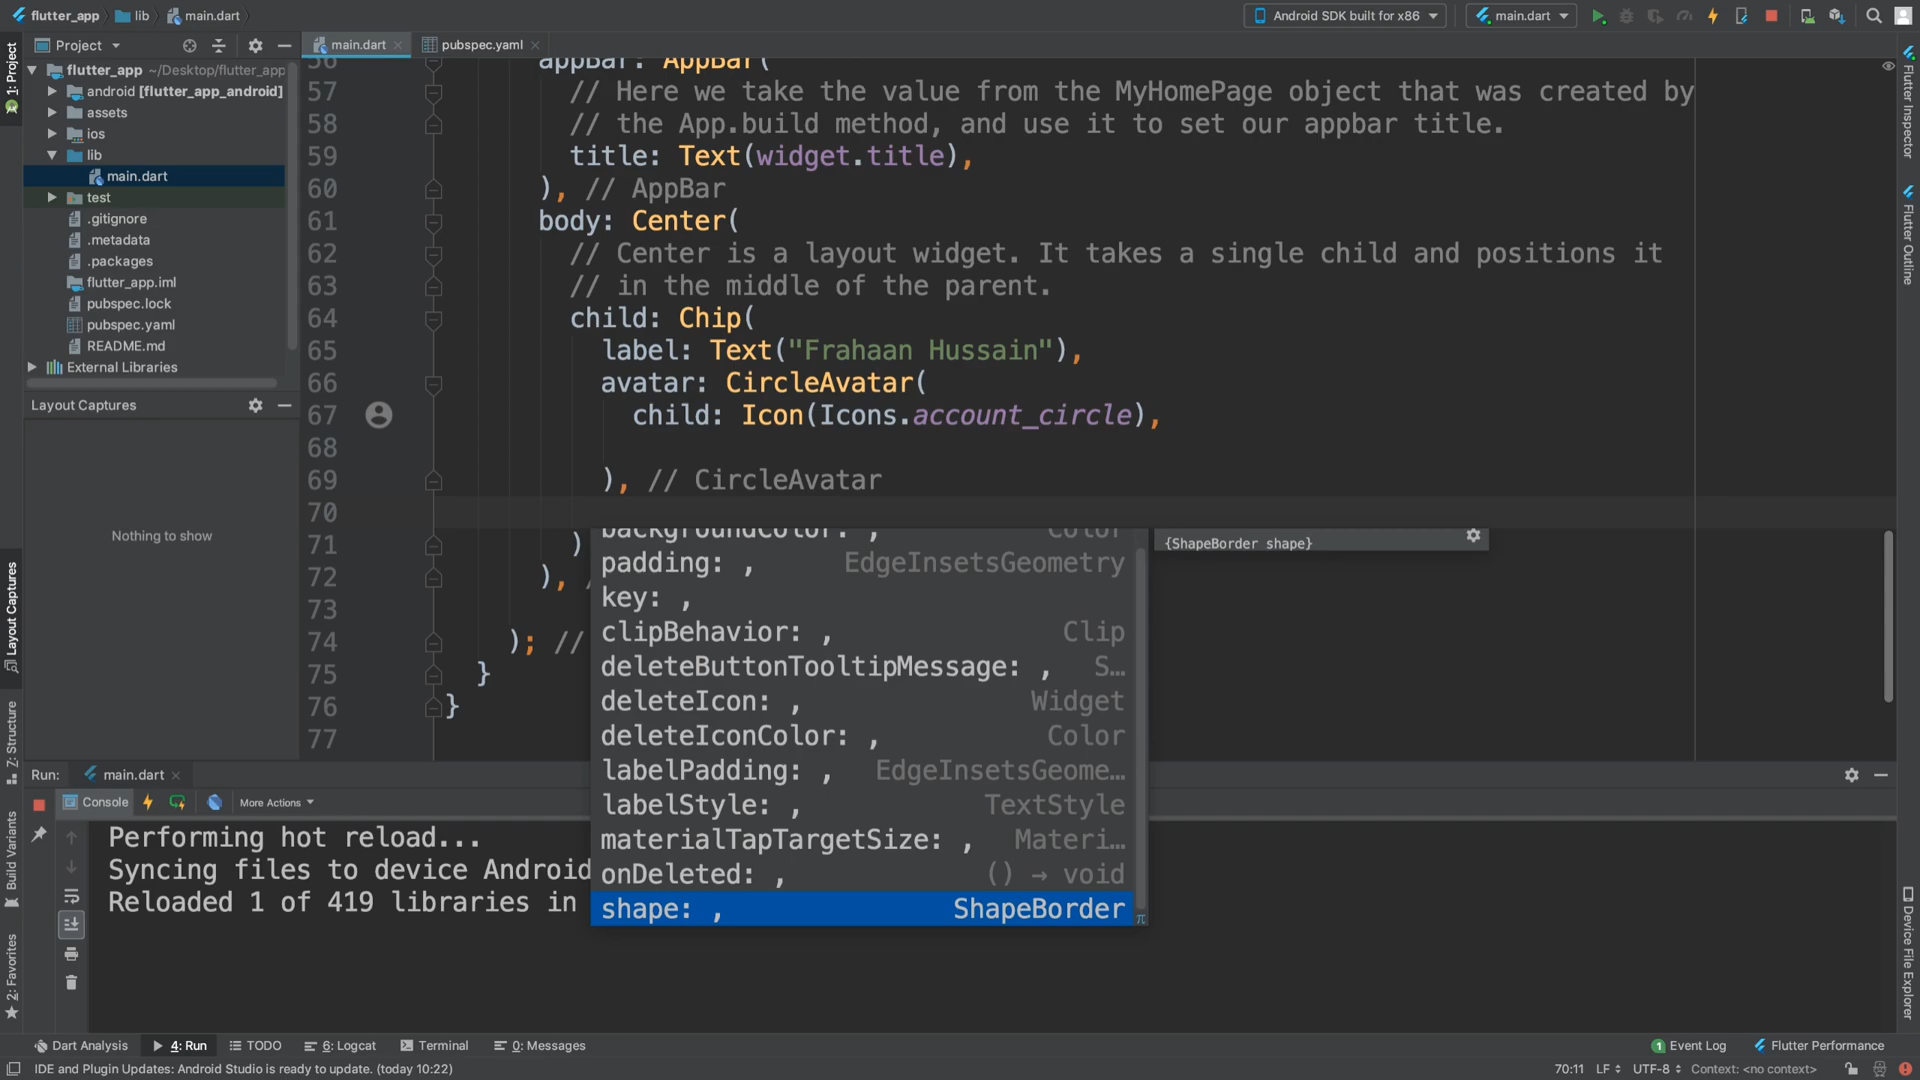 flutter_app
lib
main.dart
Android SDK built for x86
main.dart
1: Project
Project
main.dart
pubspec.yaml
flutter_app ~/Desktop/flutter_app
android [flutter_app_android]
assets
ios
lib
main.dart
test
.gitignore
.metadata
.packages
flutter_app.iml
pubspec.lock
pubspec.yaml
README.md
External Libraries
Layout Captures
Nothing to show
Layout Captures
Z: Structure
Build Variants
2: Favorites
56 appBar: AppBar(
57 // Here we take the value from the MyHomePage object that was created by
58 // the App.build method, and use it to set our appbar title.
59 title: Text(widget.title),
60 ), // AppBar
61 body: Center(
62 // Center is a layout widget. It takes a single child and positions it
63 // in the middle of the parent.
64 child: Chip(
65 label: Text("Frahaan Hussain"),
66 avatar: CircleAvatar(
67 child: Icon(Icons.account_circle),
68
69 ), // CircleAvatar
70
71 )
72 ), /
73
74 ); //
75 }
76 }
77
backgroundColor: , Color
padding: , EdgeInsetsGeometry
key: ,
clipBehavior: , Clip
deleteButtonTooltipMessage: , S…
deleteIcon: , Widget
deleteIconColor: , Color
labelPadding: , EdgeInsetsGeome…
labelStyle: , TextStyle
materialTapTargetSize: , Materi…
onDeleted: , () → void
shape: , ShapeBorder
π
{ShapeBorder shape}
Flutter Inspector
Flutter Outline
Device File Explorer
Run: main.dart
Console
More Actions
Performing hot reload...
Syncing files to device Android
Reloaded 1 of 419 libraries in
Dart Analysis
4: Run
TODO
6: Logcat
Terminal
0: Messages
1 Event Log
Flutter Performance
IDE and Plugin Updates: Android Studio is ready to update. (today 10:22)
70:11 LF UTF-8 Context: <no context>